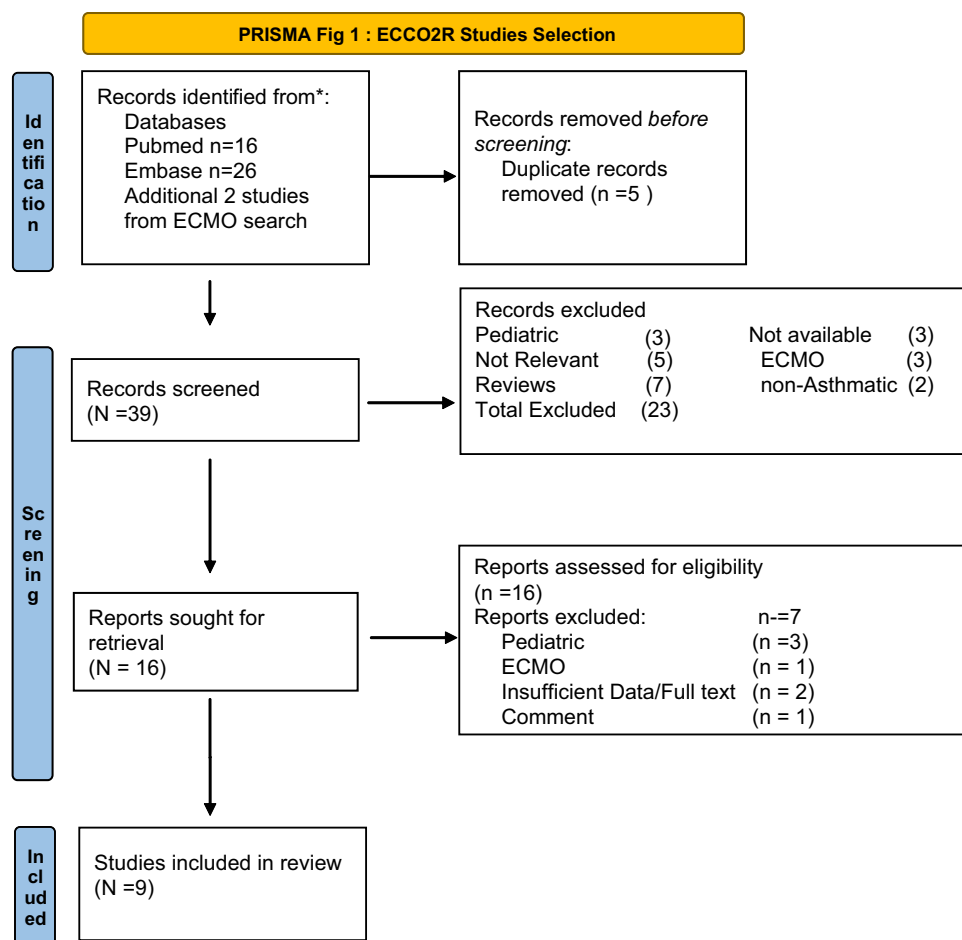 PRISMA Fig 1 : ECCO2R Studies Selection
Id
en
tifi
ca
tio
n
Records identified from*:
Databases
Pubmed n=16
Embase n=26
Additional 2 studies
from ECMO search
Records removed before
screening:
Duplicate records
removed (n =5 )
Sc
re
en
in
g
Records screened
(N =39)
Records excluded
Pediatric (3) Not available (3)
Not Relevant (5) ECMO (3)
Reviews (7) non-Asthmatic (2)
Total Excluded (23)
Reports sought for
retrieval
(N = 16)
Reports assessed for eligibility
(n =16)
Reports excluded: n-=7
Pediatric (n =3)
ECMO (n = 1)
Insufficient Data/Full text (n = 2)
Comment (n = 1)
In
cl
ud
ed
Studies included in review
(N =9)